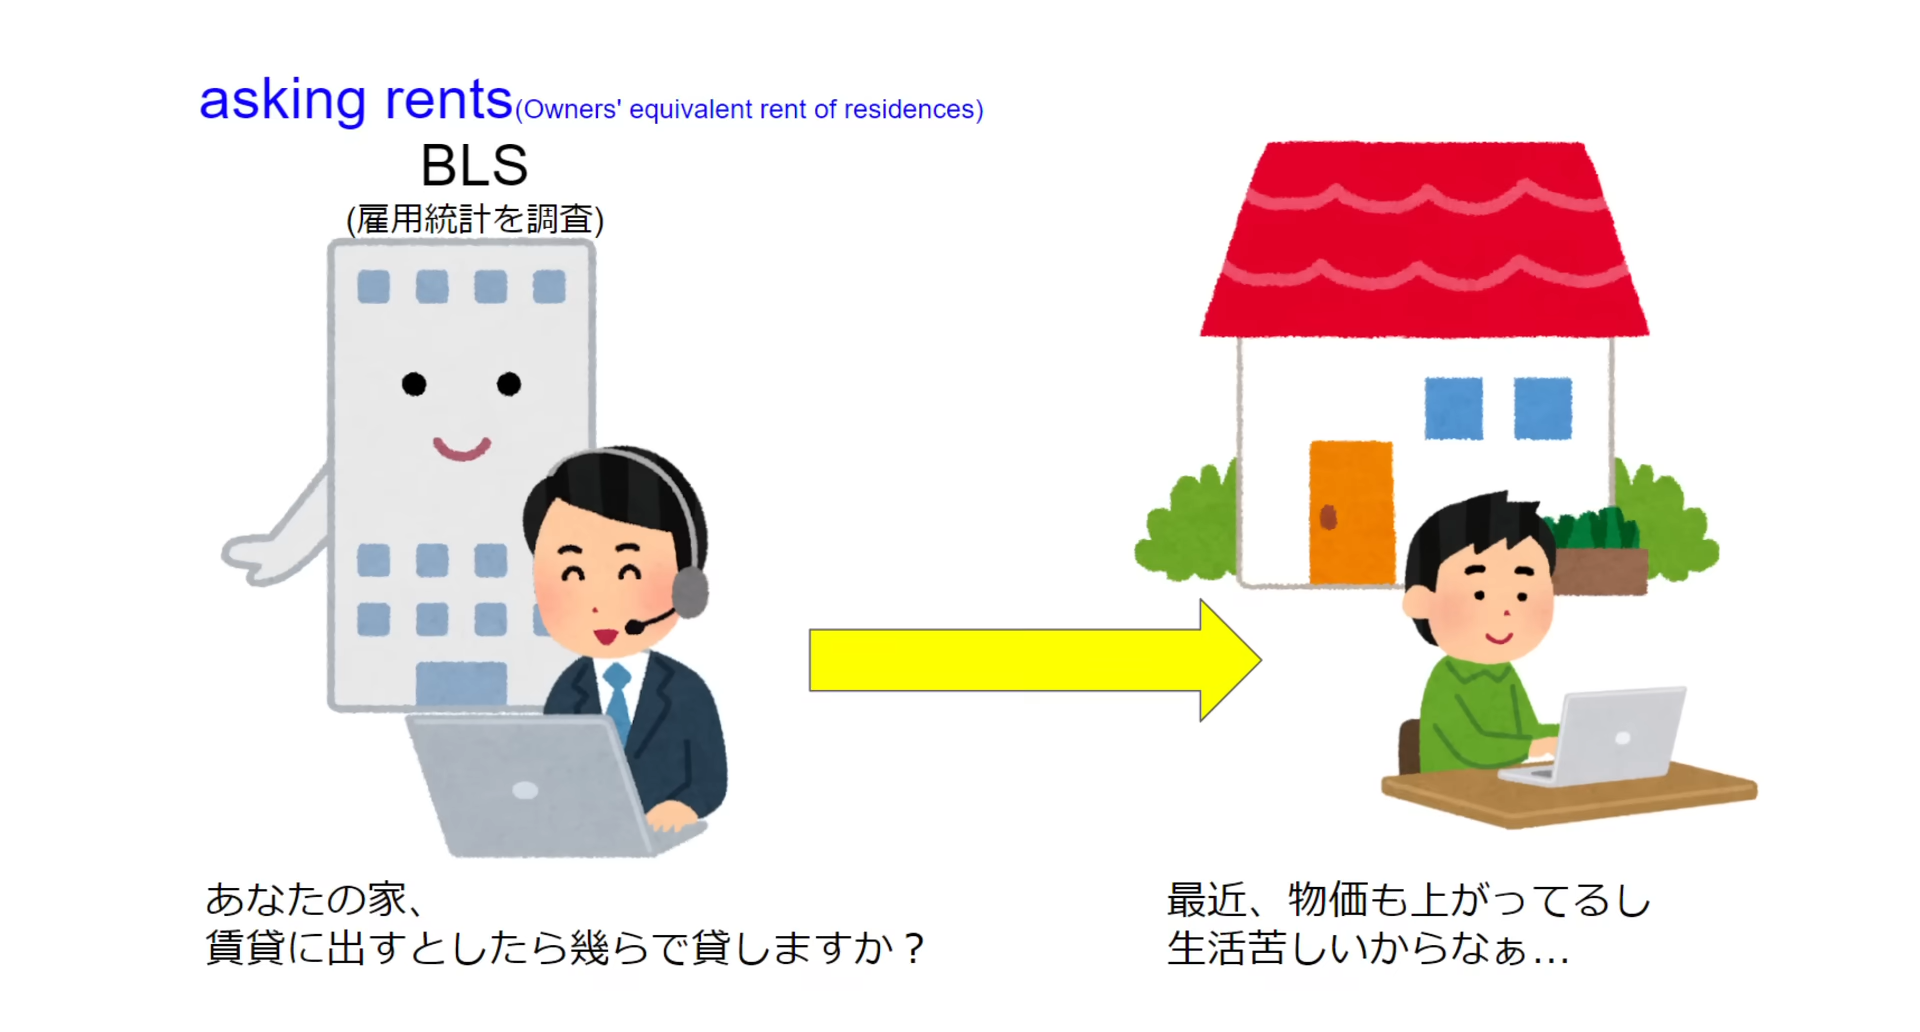 asking rents(Owners' equivalent rent of residences)
BLS
(雇用統計を調査)
あなたの家、
賃貸に出すとしたら幾らで貸しますか？
最近、物価も上がってるし
生活苦しいからなぁ…